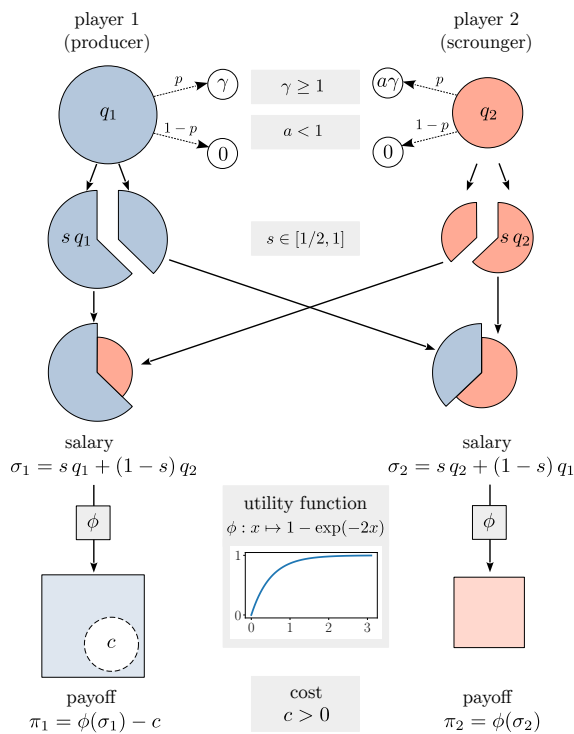 player 1
(producer)
player 2
(scrounger)
q₁
p
γ
1 − p
0
γ ≥ 1
a < 1
aγ
p
1 − p
0
q₂
s q₁
s ∈ [1/2, 1]
s q₂
salary
σ₁ = s q₁ + (1 − s) q₂
salary
σ₂ = s q₂ + (1 − s) q₁
ϕ
utility function
ϕ : x ↦ 1 − exp(−2x)
1
0
0 1 2 3
ϕ
c
payoff
π₁ = ϕ(σ₁) − c
cost
c > 0
payoff
π₂ = ϕ(σ₂)